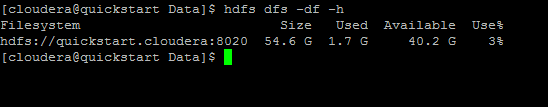 [cloudera@quickstart Data]$ hdfs dfs -df -h
Filesystem Size Used Available Use%
hdfs://quickstart.cloudera:8020 54.6 G 1.7 G 40.2 G 3%
[cloudera@quickstart Data]$